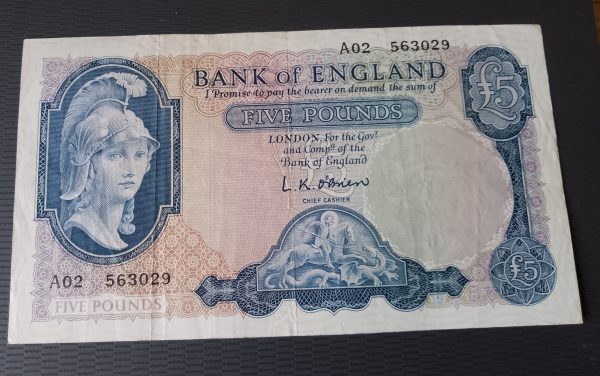 A02 563029
BANK of ENGLAND
I Promise to pay the bearer on demand the sum of
£5
FIVE POUNDS
LONDON, For the Govr
and Compa of the
Bank of England
L. K. O'Brien
CHIEF CASHIER
A02 563029
£5
FIVE POUNDS